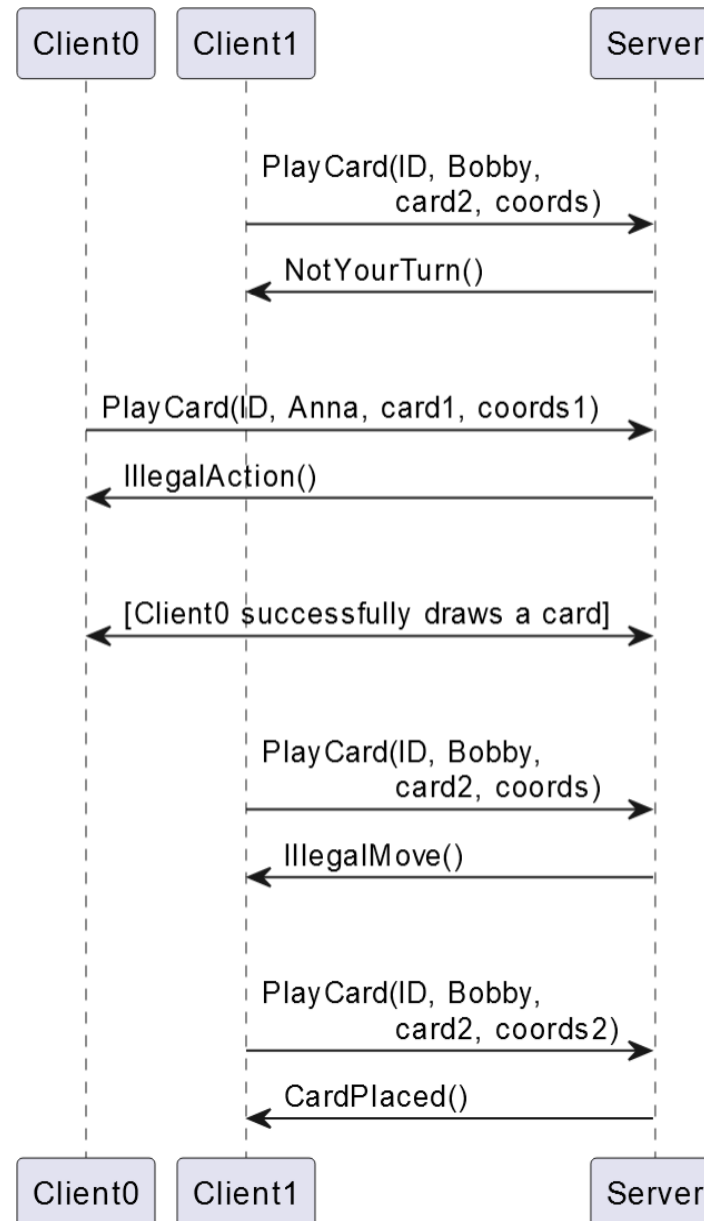 Client0 Client1 Server
PlayCard(ID, Bobby,
card2, coords)
NotYourTurn()
PlayCard(ID, Anna, card1, coords1)
IllegalAction()
[Client0 successfully draws a card]
PlayCard(ID, Bobby,
card2, coords)
IllegalMove()
PlayCard(ID, Bobby,
card2, coords2)
CardPlaced()
Client0 Client1 Server